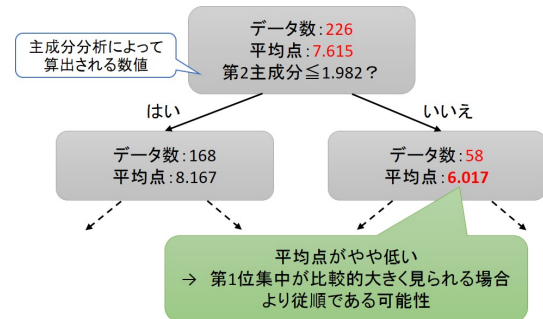 主成分分析によって
算出される数値
データ数:226
平均点:7.615
第2主成分≦1.982?
はい
いいえ
データ数:168
平均点:8.167
データ数:58
平均点:6.017
平均点がやや低い
→ 第1位集中が比較的大きく見られる場合
より従順である可能性